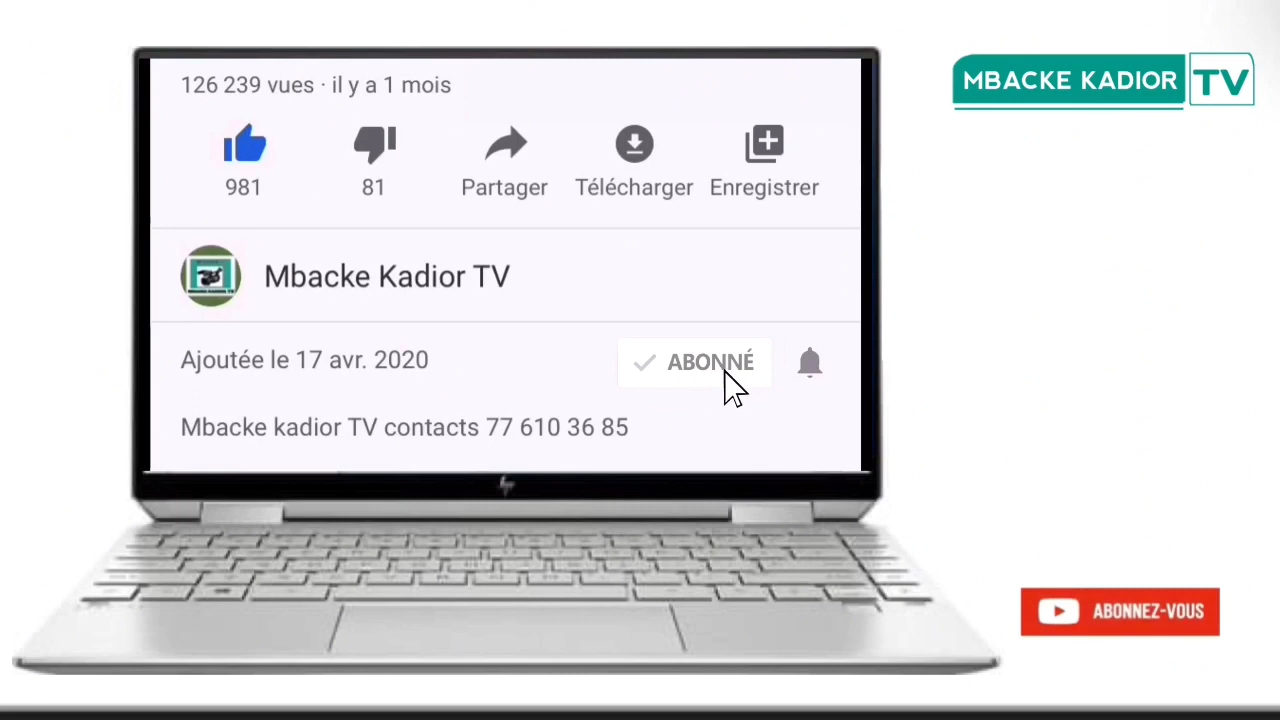 126 239 vues · il y a 1 mois
981
81
Partager
Télécharger
Enregistrer
Mbacke Kadior TV
Ajoutée le 17 avr. 2020
ABONNÉ
Mbacke kadior TV contacts 77 610 36 85
MBACKE KADIOR TV
ABONNEZ-VOUS